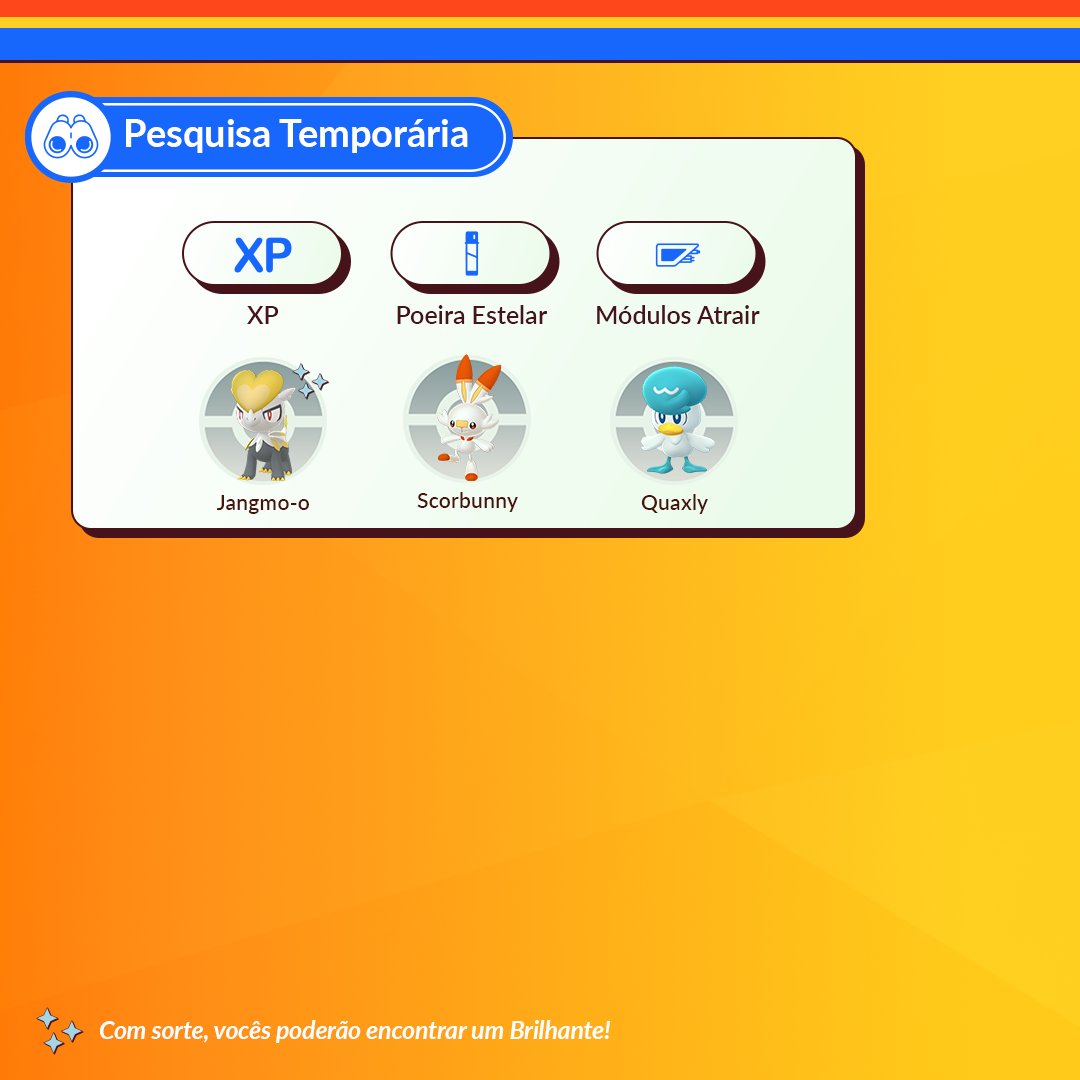 Pesquisa Temporária
XP
XP
Poeira Estelar
Módulos Atrair
Jangmo-o
Scorbunny
Quaxly
Com sorte, vocês poderão encontrar um Brilhante!